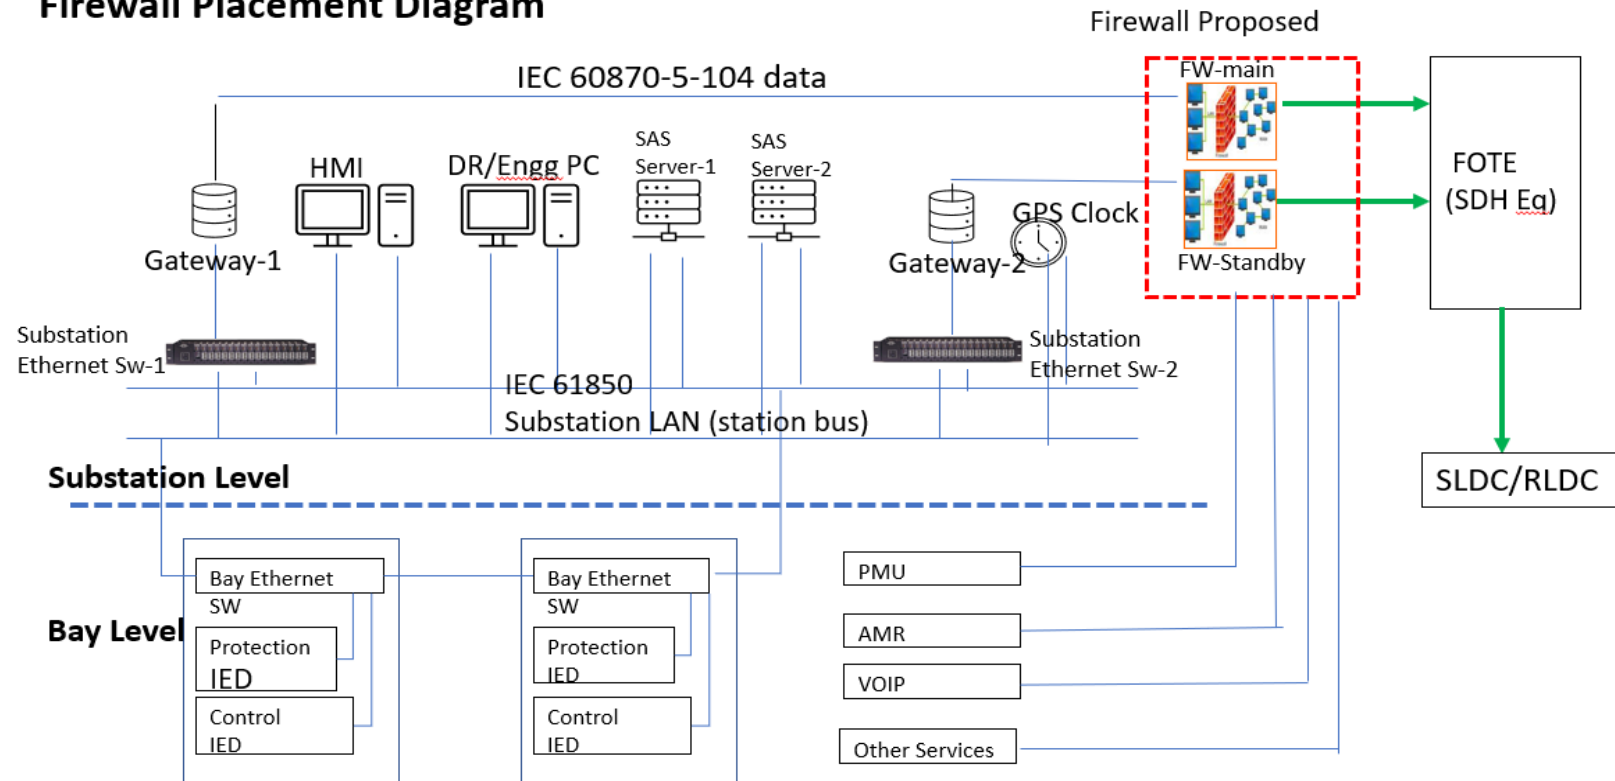 Firewall Placement Diagram
Firewall Proposed
IEC 60870-5-104 data
FW-main
FW-Standby
FOTE
(SDH Eq)
SLDC/RLDC
HMI
DR/Engg PC
SAS
Server-1
SAS
Server-2
GPS Clock
Gateway-1
Gateway-2
Substation
Ethernet Sw-1
Substation
Ethernet Sw-2
IEC 61850
Substation LAN (station bus)
Substation Level
Bay Level
Bay Ethernet
SW
Protection
IED
Control
IED
Bay Ethernet
SW
Protection
IED
Control
IED
PMU
AMR
VOIP
Other Services